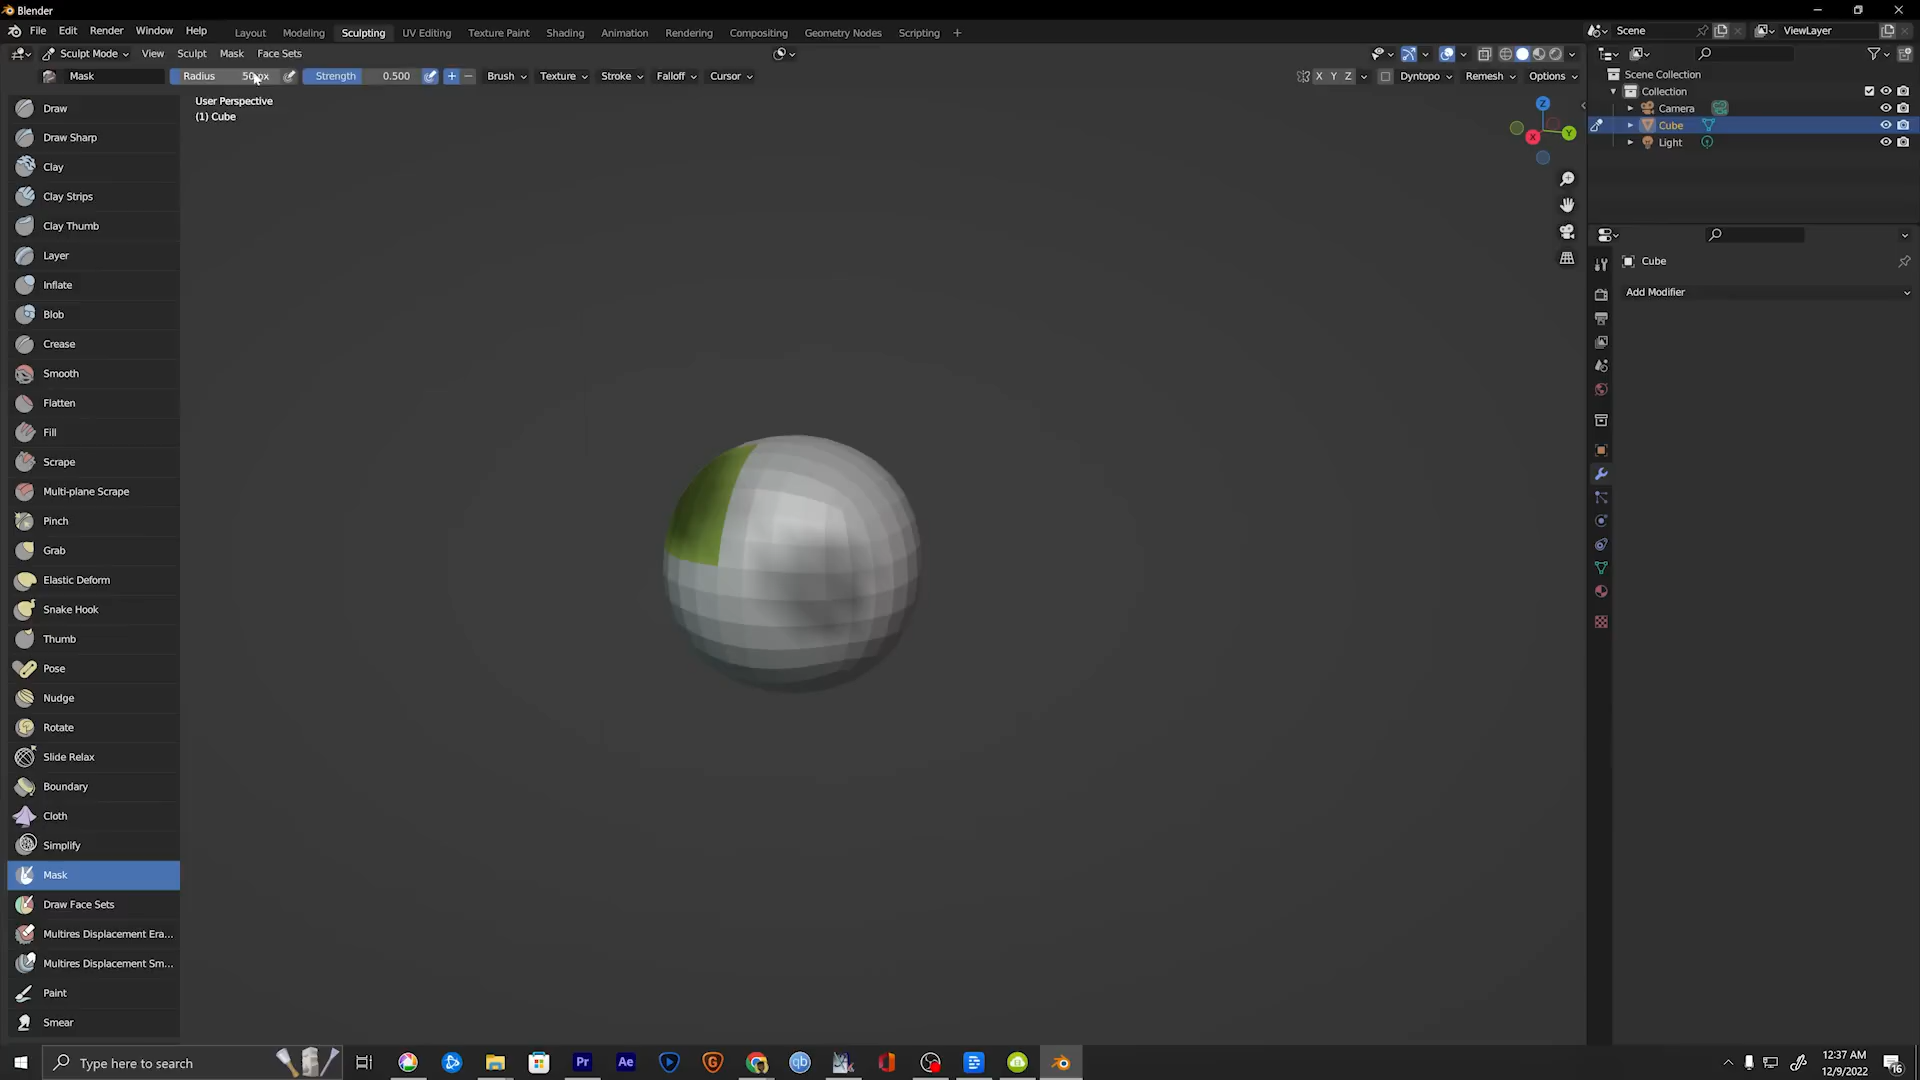 Blender
File Edit Render Window Help Layout Modeling Sculpting UV Editing Texture Paint Shading Animation Rendering Compositing Geometry Nodes Scripting + Scene ViewLayer
Sculpt Mode View Sculpt Mask Face Sets
Mask Radius 50 px Strength 0.500 + − Brush Texture Stroke Falloff Cursor X Y Z Dyntopo Remesh Options
User Perspective
(1) Cube
Draw
Draw Sharp
Clay
Clay Strips
Clay Thumb
Layer
Inflate
Blob
Crease
Smooth
Flatten
Fill
Scrape
Multi-plane Scrape
Pinch
Grab
Elastic Deform
Snake Hook
Thumb
Pose
Nudge
Rotate
Slide Relax
Boundary
Cloth
Simplify
Mask
Draw Face Sets
Multires Displacement Era...
Multires Displacement Sm...
Paint
Smear
Z
Y
X
Scene Collection
Collection
Camera
Cube
Light
Cube
Add Modifier
Type here to search
Pr
Ae
G
qb
12:37 AM
12/9/2022
16